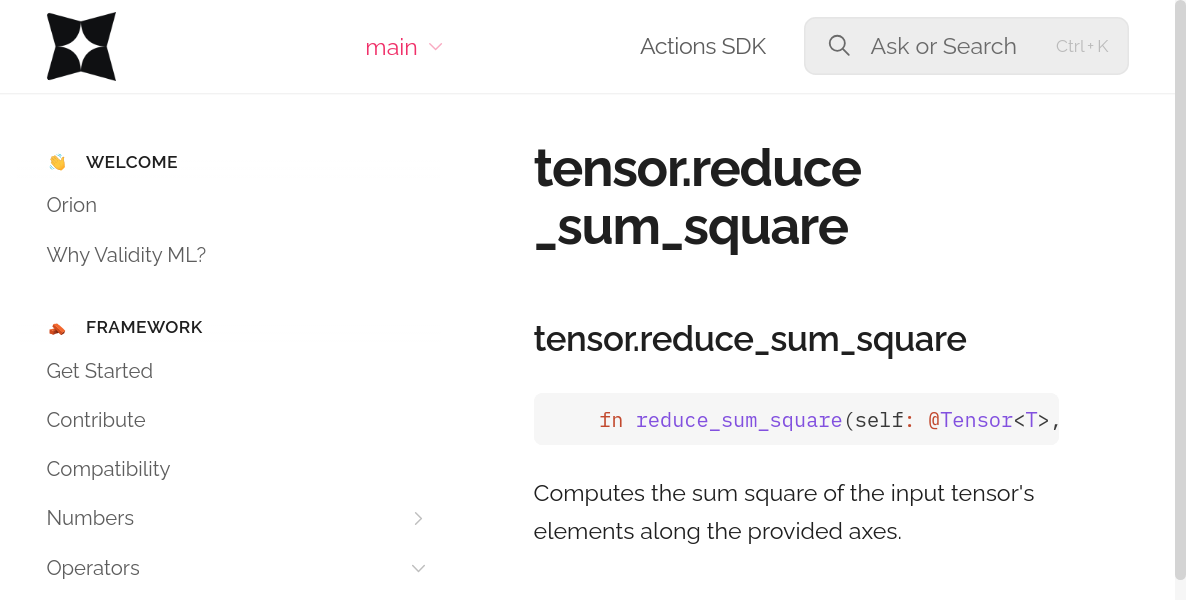 main
Actions SDK
Ask or Search
Ctrl+K
WELCOME
Orion
Why Validity ML?
FRAMEWORK
Get Started
Contribute
Compatibility
Numbers
Operators
tensor.reduce
_sum_square
tensor.reduce_sum_square
fn reduce_sum_square(self: @Tensor<T>,
Computes the sum square of the input tensor's
elements along the provided axes.